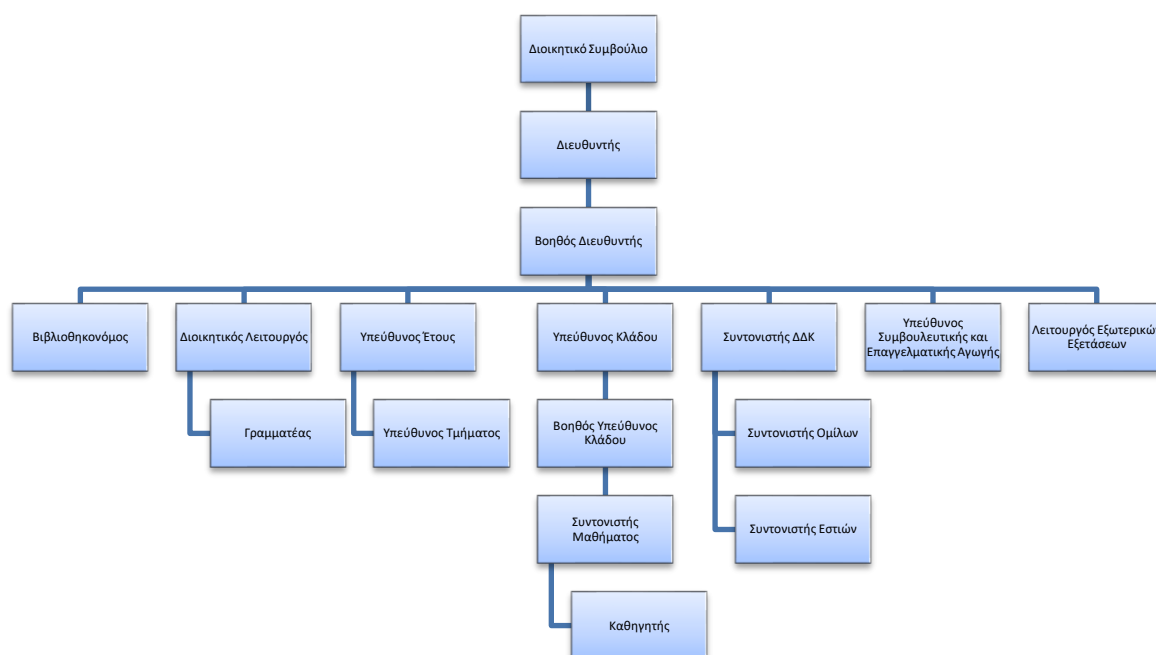 Διοικητικό Συμβούλιο
Διευθυντής
Βοηθός Διευθυντής
Βιβλιοθηκονόμος
Διοικητικός Λειτουργός
Υπεύθυνος Έτους
Υπεύθυνος Κλάδου
Συντονιστής ΔΔΚ
Υπεύθυνος
Συμβουλευτικής και
Επαγγελματικής Αγωγής
Λειτουργός Εξωτερικών
Εξετάσεων
Γραμματέας
Υπεύθυνος Τμήματος
Βοηθός Υπεύθυνος
Κλάδου
Συντονιστής Ομίλων
Συντονιστής
Μαθήματος
Συντονιστής Εστιών
Καθηγητής